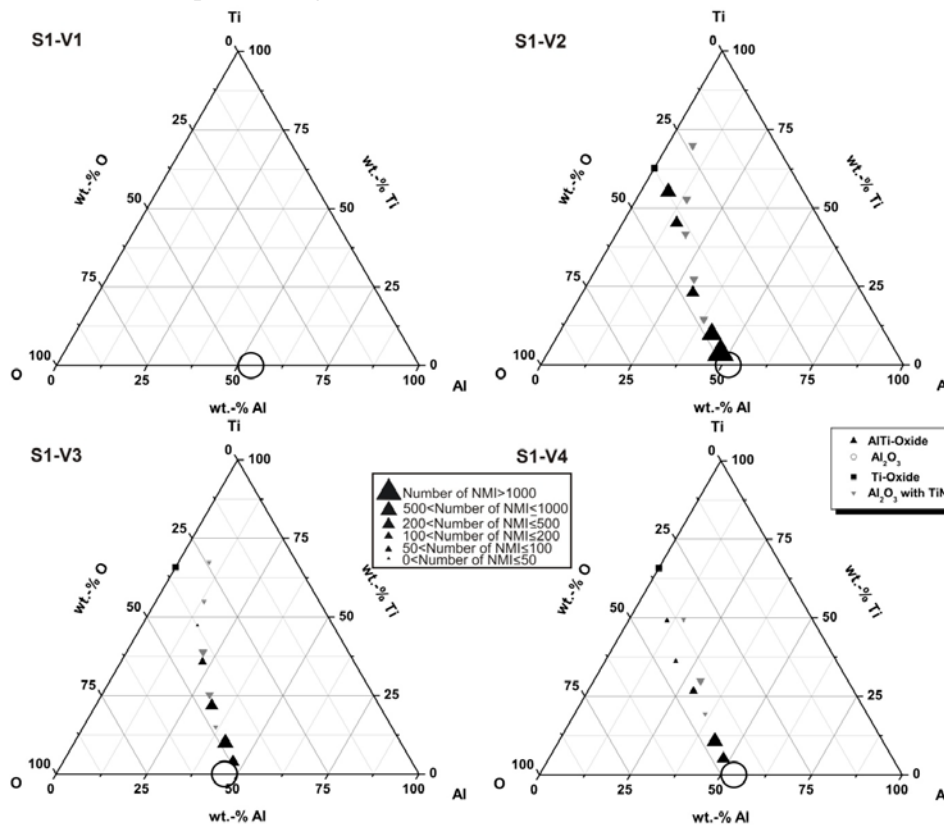 Ti
S1-V1
0
100
25
75
wt.-% O
wt.-% Ti
50
50
75
25
100
0
O
0
25
50
75
100
Al
wt.-% Al
Ti
S1-V2
0
100
25
75
wt.-% O
wt.-% Ti
50
50
75
25
100
0
O
0
25
50
75
100
Al
wt.-% Al
Ti
S1-V3
0
100
25
75
wt.-% O
wt.-% Ti
50
50
75
25
100
0
O
0
25
50
75
100
Al
wt.-% Al
Number of NMI>1000
500<Number of NMI≤1000
200<Number of NMI≤500
100<Number of NMI≤200
50<Number of NMI≤100
0<Number of NMI≤50
Ti
S1-V4
0
100
25
75
wt.-% O
wt.-% Ti
50
50
75
25
100
0
O
0
25
50
75
100
wt.-% Al
AlTi-Oxide
Al₂O₃
Ti-Oxide
Al₂O₃ with TiN